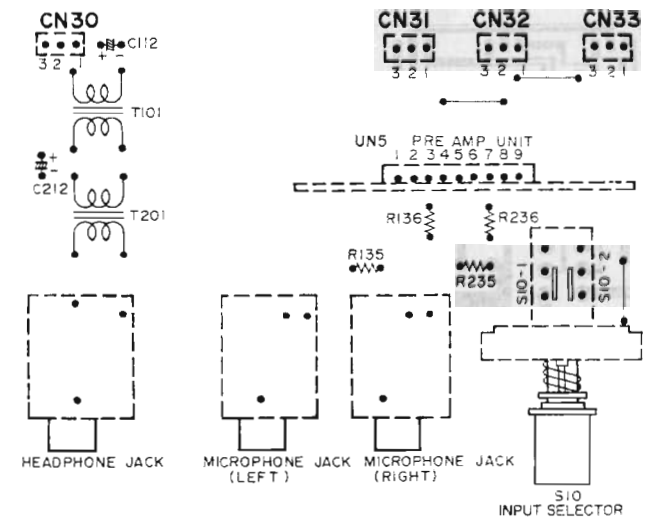 CN30
CN31
CN32
CN33
C112
+ -
3 2 1
3 2 1
3 2 1
3 2 1
T101
UN5 PRE AMP UNIT
1 2 3 4 5 6 7 8 9
+
-
C212
T201
R136
R236
R135
R235
S10-1
S10-2
HEADPHONE JACK
MICROPHONE JACK
(LEFT)
MICROPHONE JACK
(RIGHT)
S10
INPUT SELECTOR